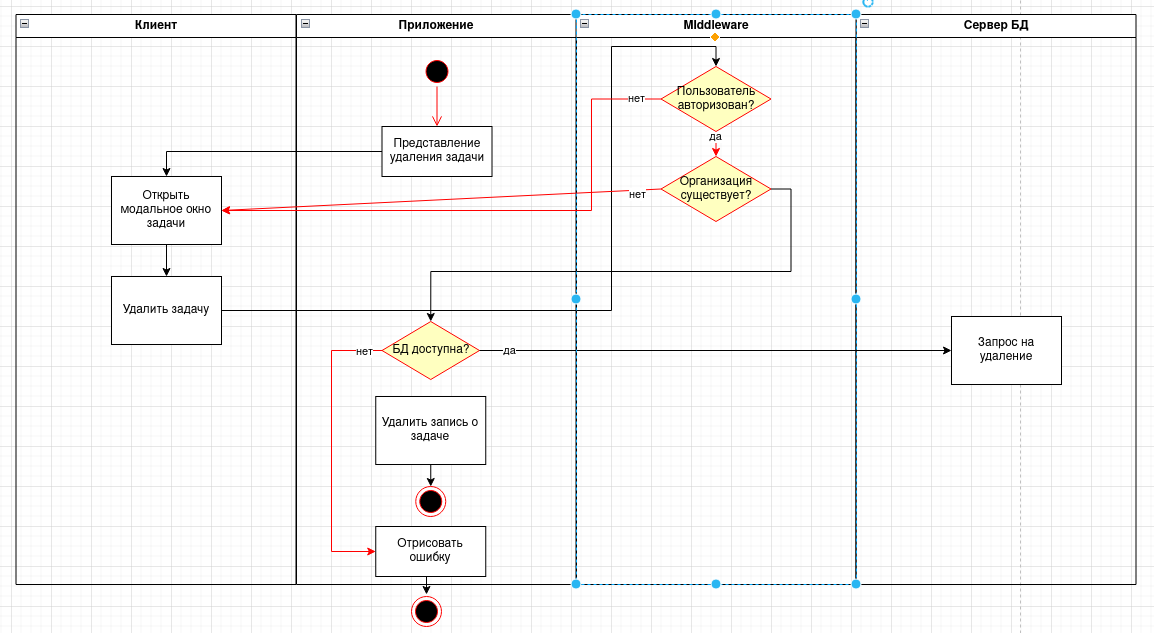 Клиент
Приложение
MIddleware
Сервер БД
Пользователь
авторизован?
нет
да
Представление
удаления задачи
Организация
существует?
нет
Открыть
модальное окно
задачи
Удалить задачу
БД доступна?
нет
да
Запрос на
удаление
Удалить запись о
задаче
Отрисовать
ошибку